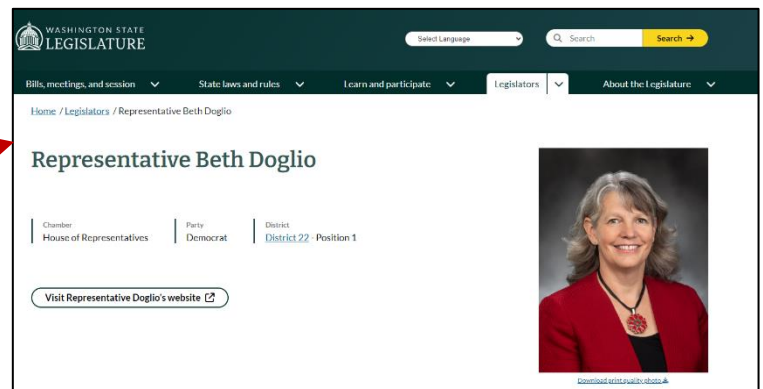 WASHINGTON STATE
LEGISLATURE
Select Language
Search
Search →
Bills, meetings, and session
State laws and rules
Learn and participate
Legislators
About the Legislature
Home / Legislators / Representative Beth Doglio
Representative Beth Doglio
Chamber
House of Representatives
Party
Democrat
District
District 22 - Position 1
Visit Representative Doglio's website
Download print quality photo